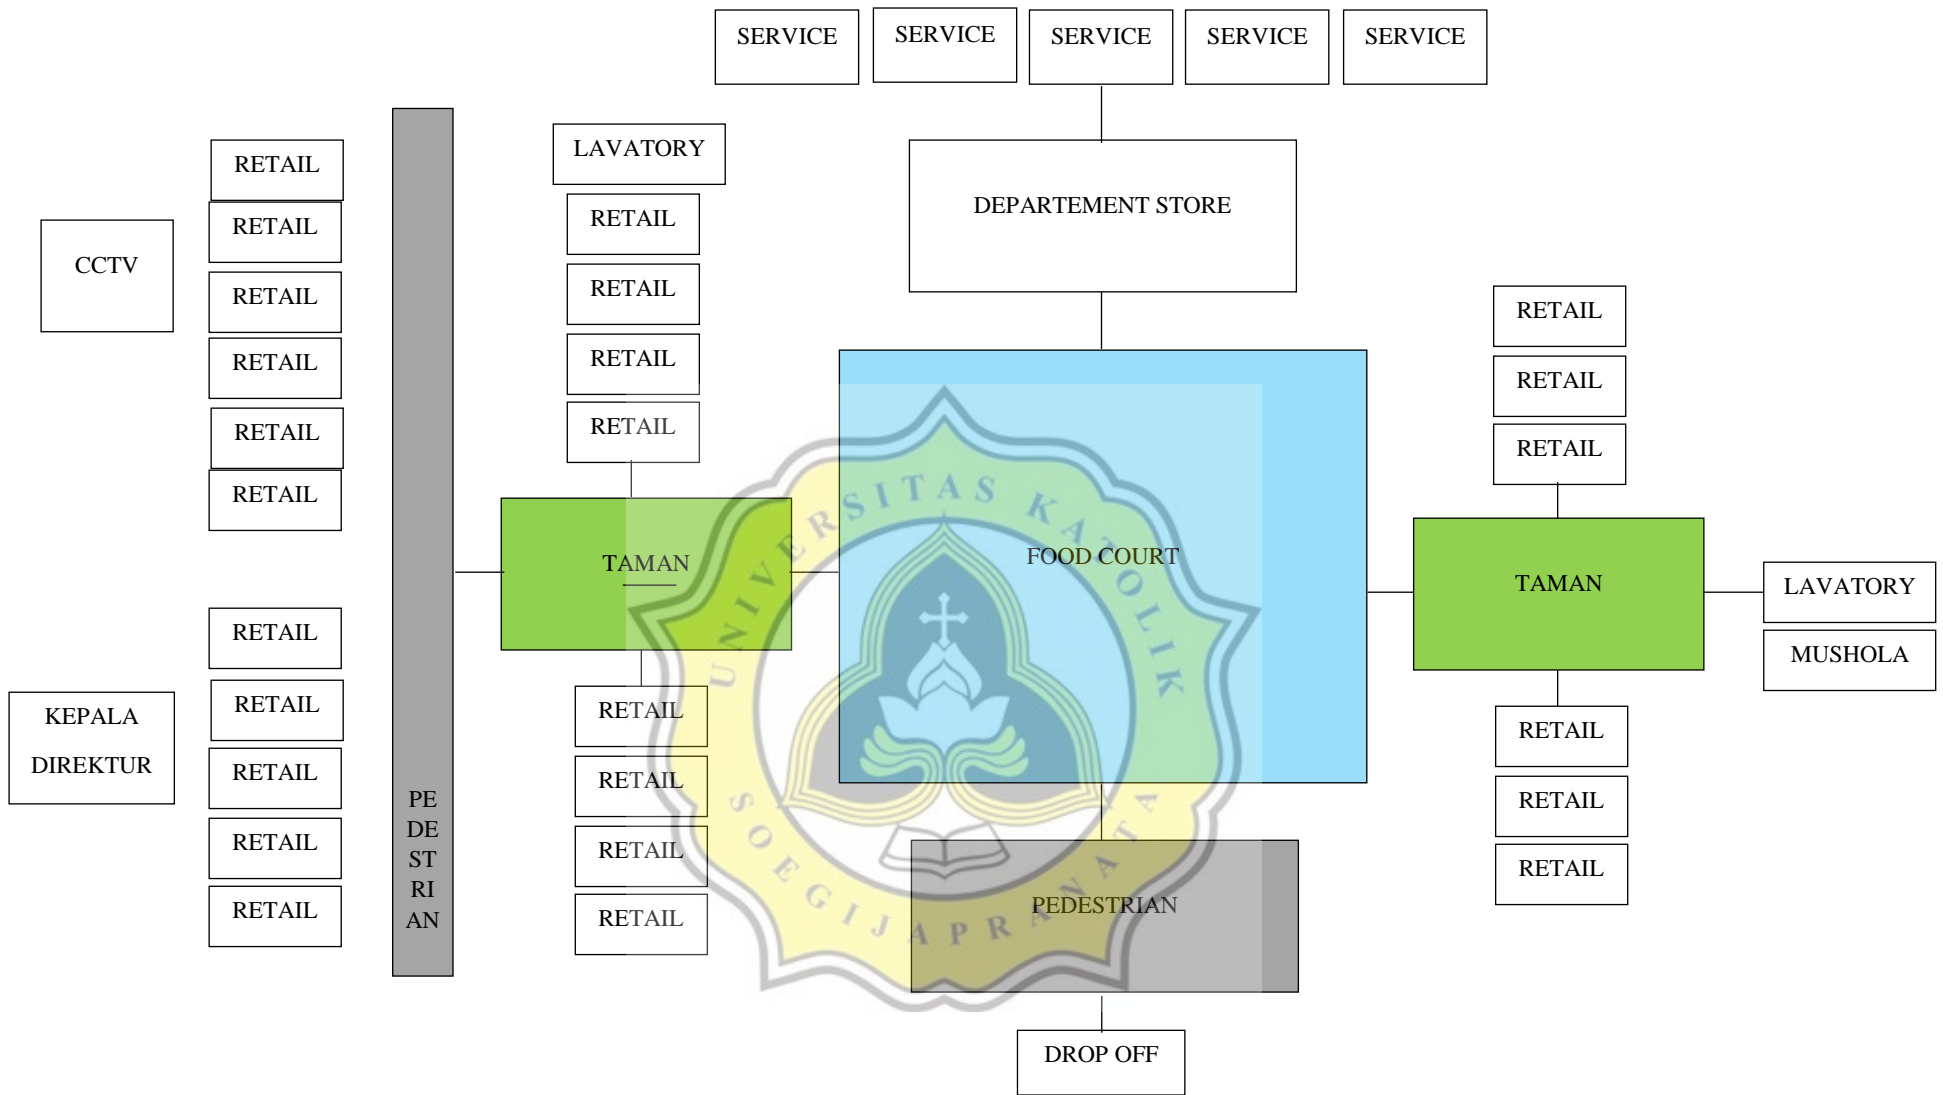 SERVICE
SERVICE
SERVICE
SERVICE
SERVICE
CCTV
RETAIL
RETAIL
RETAIL
RETAIL
RETAIL
RETAIL
KEPALA
DIREKTUR
RETAIL
RETAIL
RETAIL
RETAIL
RETAIL
PE
DE
ST
RI
AN
LAVATORY
RETAIL
RETAIL
RETAIL
RETAIL
TAMAN
RETAIL
RETAIL
RETAIL
RETAIL
DEPARTEMENT STORE
FOOD COURT
PEDESTRIAN
DROP OFF
RETAIL
RETAIL
RETAIL
TAMAN
LAVATORY
MUSHOLA
RETAIL
RETAIL
RETAIL
UNIVERSITAS KATOLIK
SOEGIJAPRANATA